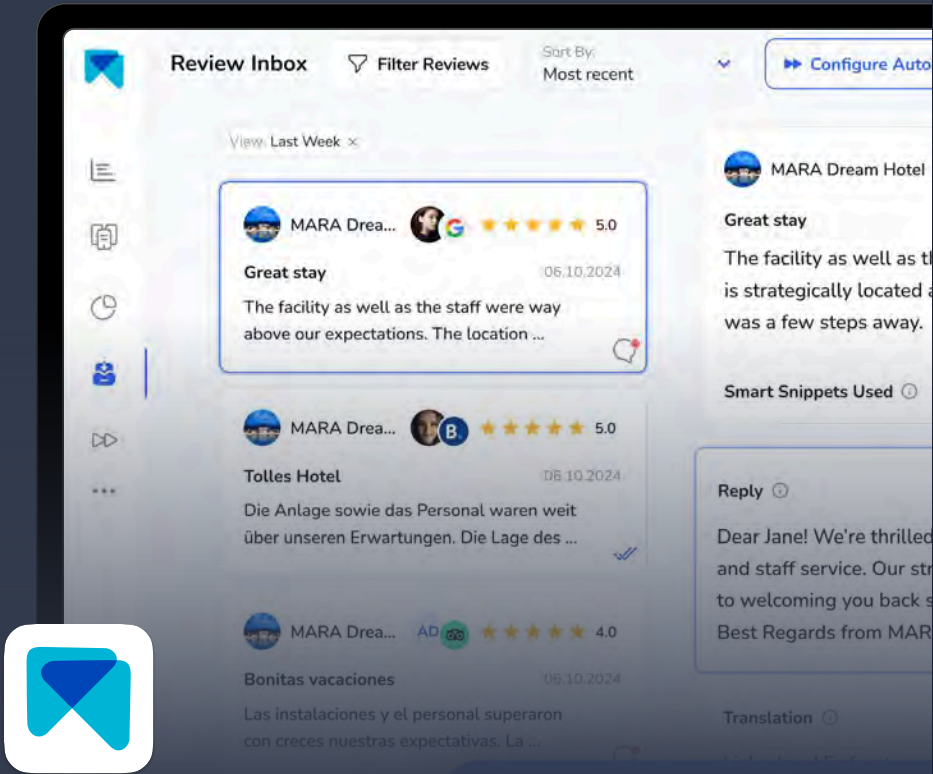 Review Inbox
Filter Reviews
Sort By:
Most recent
Configure Auto
View: Last Week ×
MARA Drea...
G
5.0
Great stay
06.10.2024
The facility as well as the staff were way
above our expectations. The location ...
MARA Drea...
B.
5.0
Tolles Hotel
06.10.2024
Die Anlage sowie das Personal waren weit
über unseren Erwartungen. Die Lage des ...
MARA Drea...
AD
4.0
Bonitas vacaciones
06.10.2024
Las instalaciones y el personal superaron
con creces nuestras expectativas. La ...
MARA Dream Hotel
Great stay
The facility as well as t
is strategically located
was a few steps away.
Smart Snippets Used
Reply
Dear Jane! We're thrilled
and staff service. Our str
to welcoming you back s
Best Regards from MAR
Translation